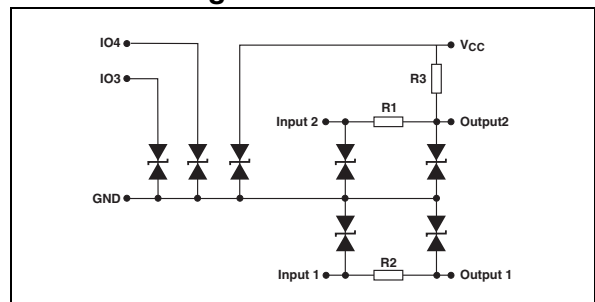 IO4
VCC
IO3
R3
R1
Input 2
Output2
GND
R2
Input 1
Output 1